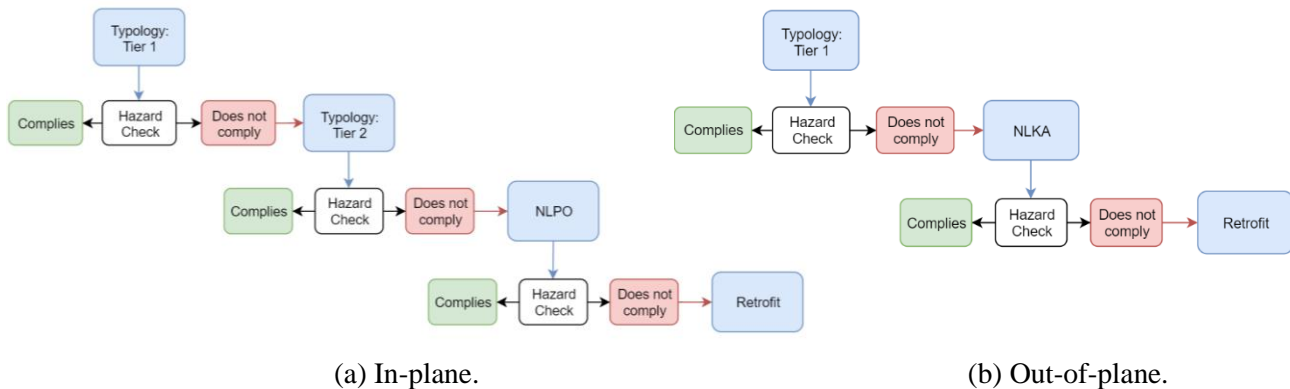 Typology:
Tier 1
Complies
Hazard
Check
Does not
comply
Typology:
Tier 2
Complies
Hazard
Check
Does not
comply
NLPO
Complies
Hazard
Check
Does not
comply
Retrofit
(a) In-plane.
Typology:
Tier 1
Complies
Hazard
Check
Does not
comply
NLKA
Complies
Hazard
Check
Does not
comply
Retrofit
(b) Out-of-plane.